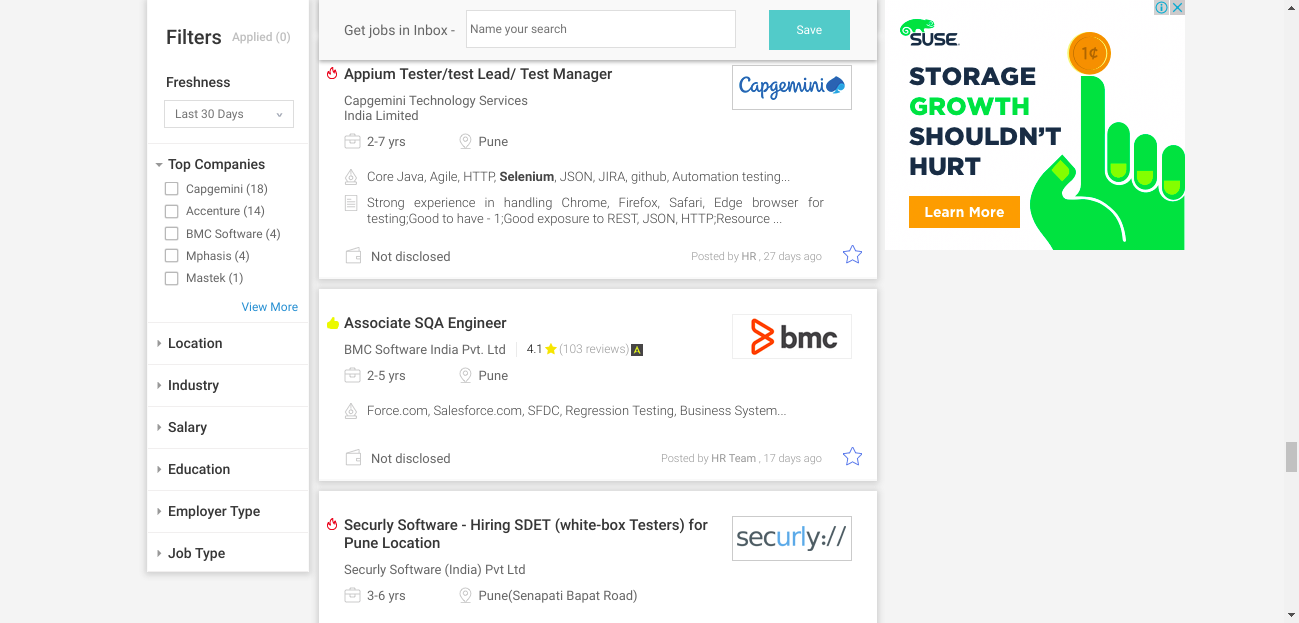 Filters Applied (0)
Freshness
Last 30 Days
Top Companies
Capgemini (18)
Accenture (14)
BMC Software (4)
Mphasis (4)
Mastek (1)
View More
Location
Industry
Salary
Education
Employer Type
Job Type
Get jobs in Inbox - Name your search Save
Appium Tester/test Lead/ Test Manager
Capgemini
Capgemini Technology Services
India Limited
2-7 yrs Pune
Core Java, Agile, HTTP, Selenium, JSON, JIRA, github, Automation testing...
Strong experience in handling Chrome, Firefox, Safari, Edge browser for
testing;Good to have - 1;Good exposure to REST, JSON, HTTP;Resource ...
Not disclosed Posted by HR , 27 days ago
Associate SQA Engineer
bmc
BMC Software India Pvt. Ltd 4.1 (103 reviews) A
2-5 yrs Pune
Force.com, Salesforce.com, SFDC, Regression Testing, Business System...
Not disclosed Posted by HR Team , 17 days ago
Securly Software - Hiring SDET (white-box Testers) for
Pune Location
securly://
Securly Software (India) Pvt Ltd
3-6 yrs Pune(Senapati Bapat Road)
SUSE
1¢
STORAGE
GROWTH
SHOULDN'T
HURT
Learn More